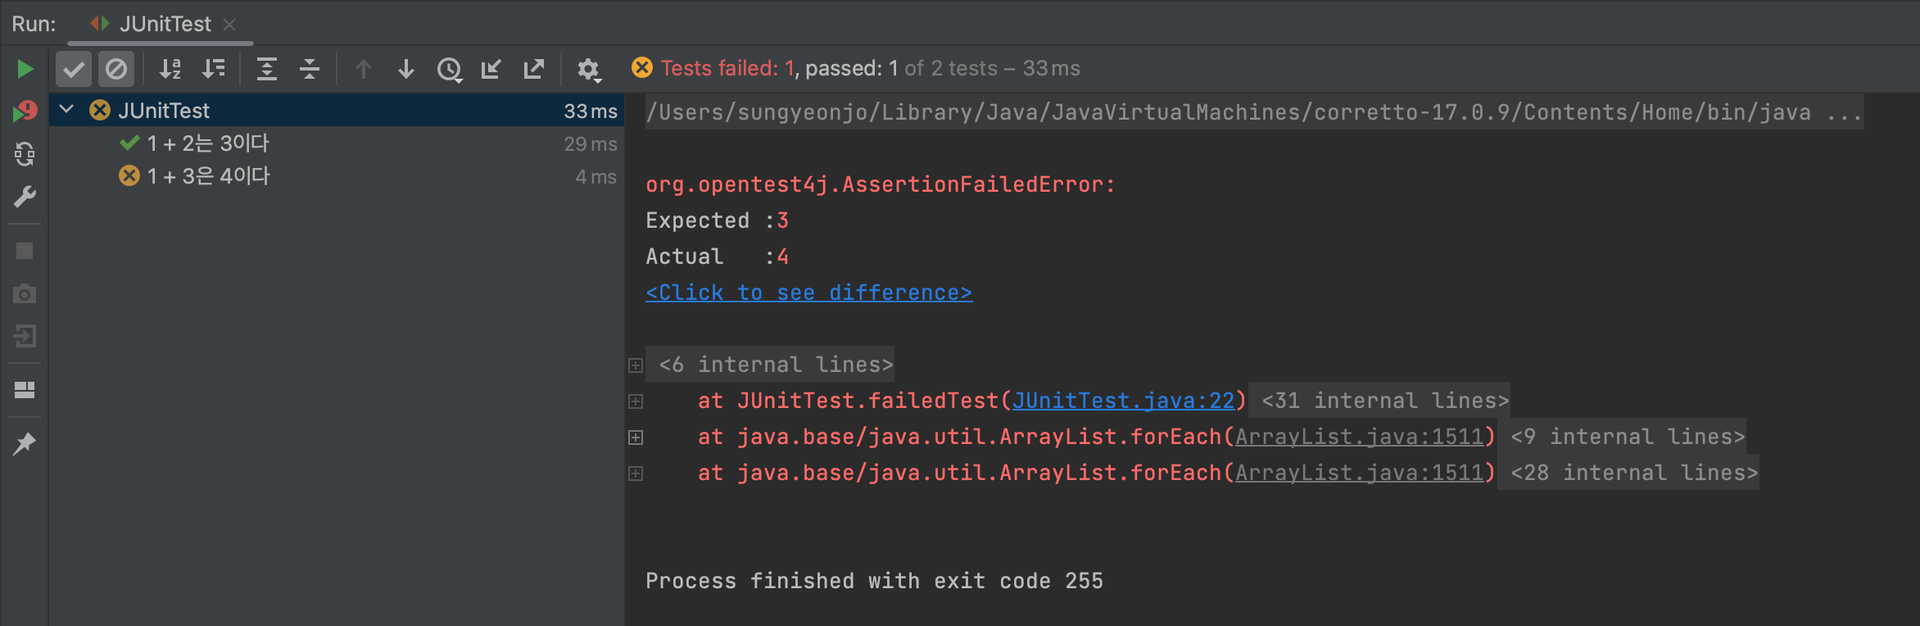 Run: JUnitTest
Tests failed: 1, passed: 1 of 2 tests – 33 ms
JUnitTest 33 ms
1 + 2는 3이다 29 ms
1 + 3은 4이다 4 ms
/Users/sungyeonjo/Library/Java/JavaVirtualMachines/corretto-17.0.9/Contents/Home/bin/java ...
org.opentest4j.AssertionFailedError:
Expected :3
Actual   :4
<Click to see difference>
<6 internal lines>
at JUnitTest.failedTest(JUnitTest.java:22) <31 internal lines>
at java.base/java.util.ArrayList.forEach(ArrayList.java:1511) <9 internal lines>
at java.base/java.util.ArrayList.forEach(ArrayList.java:1511) <28 internal lines>
Process finished with exit code 255